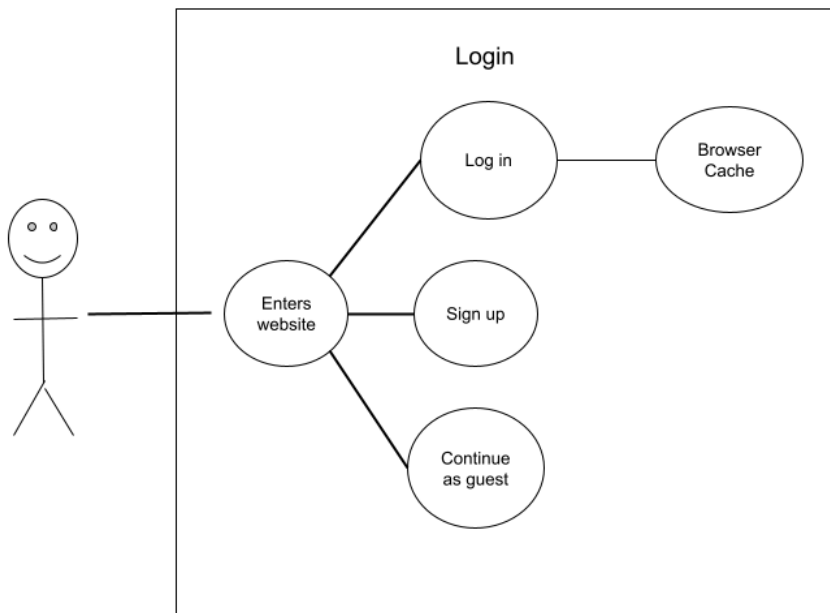 Login
Log in
Browser
Cache
Enters
website
Sign up
Continue
as guest